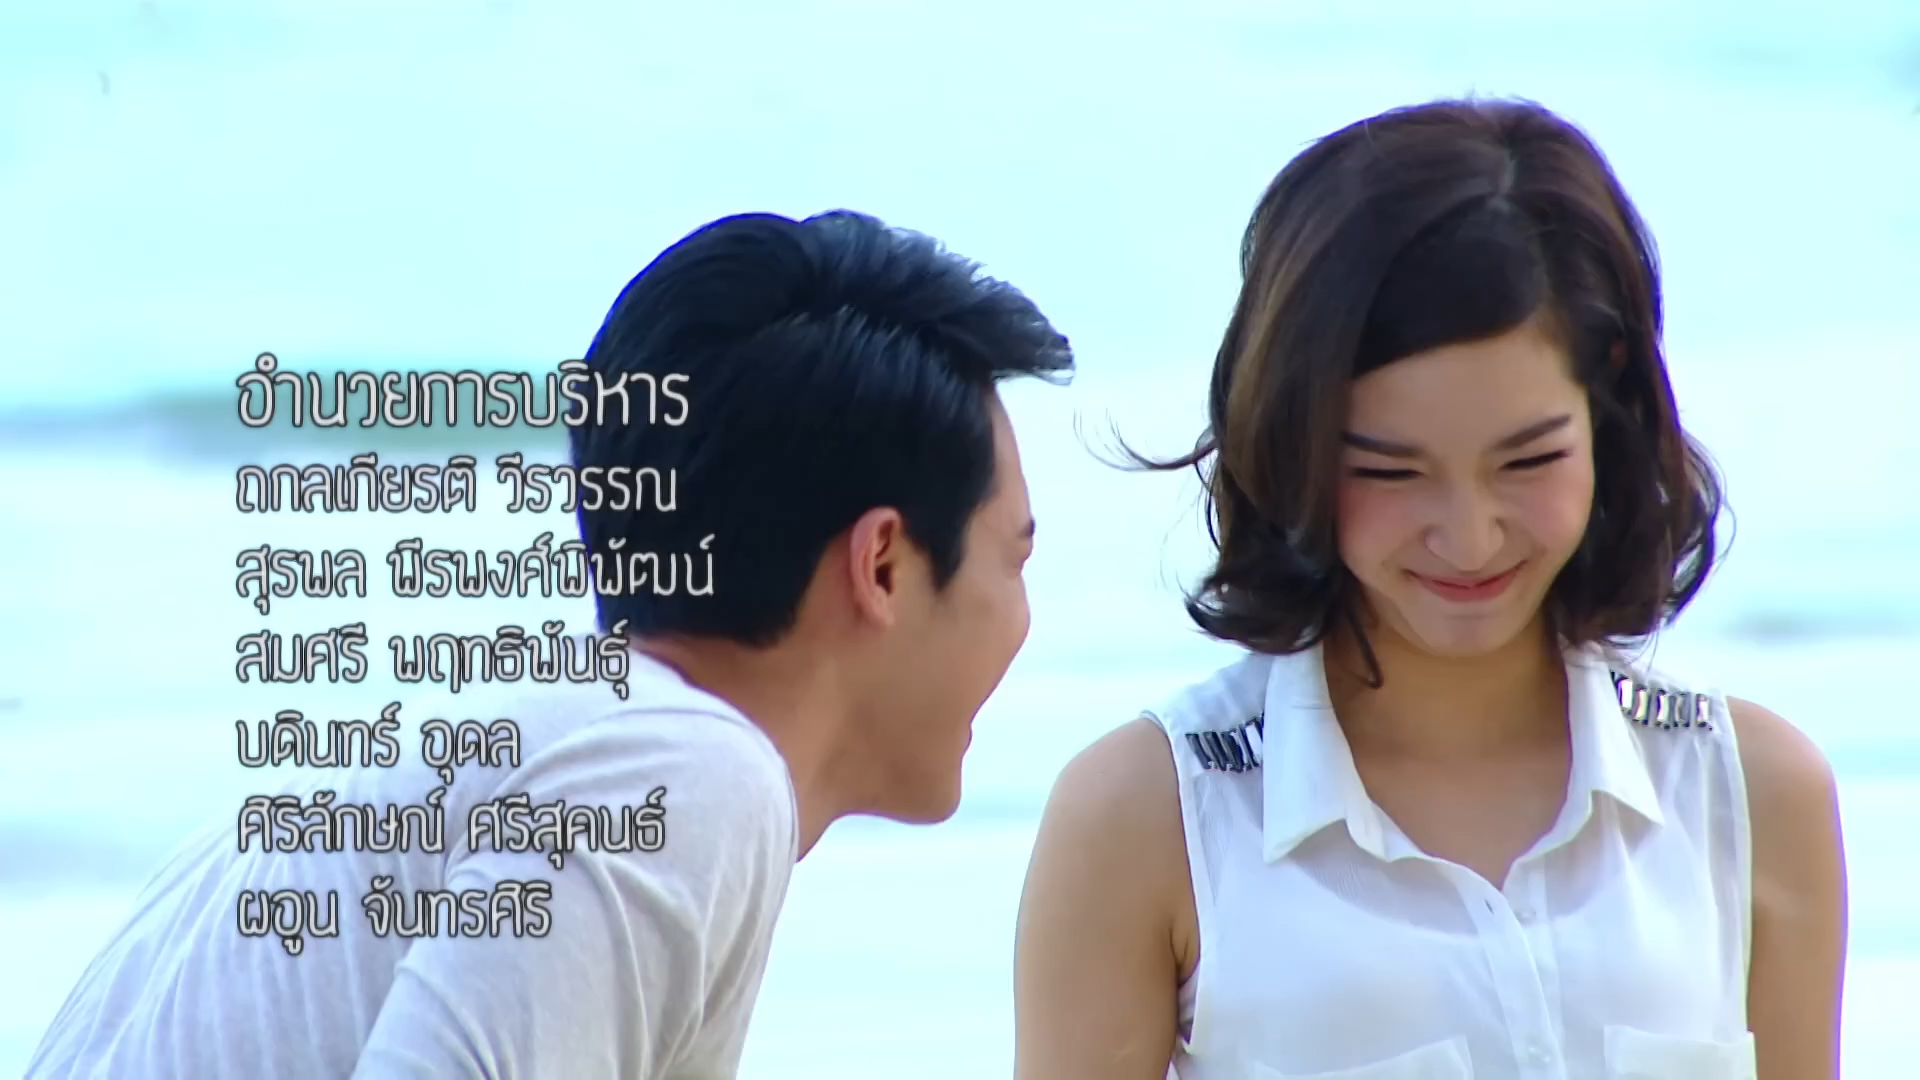 อำนวยการบริหาร
ถกลเกียรติ วีรวรรณ
สุรพล พีรพงศ์พิพัฒน์
สมศรี พฤทธิพันธุ์
บดินทร์ อุดล
ศิริลักษณ์ ศรีสุคนธ์
ผอูน จันทรศิริ